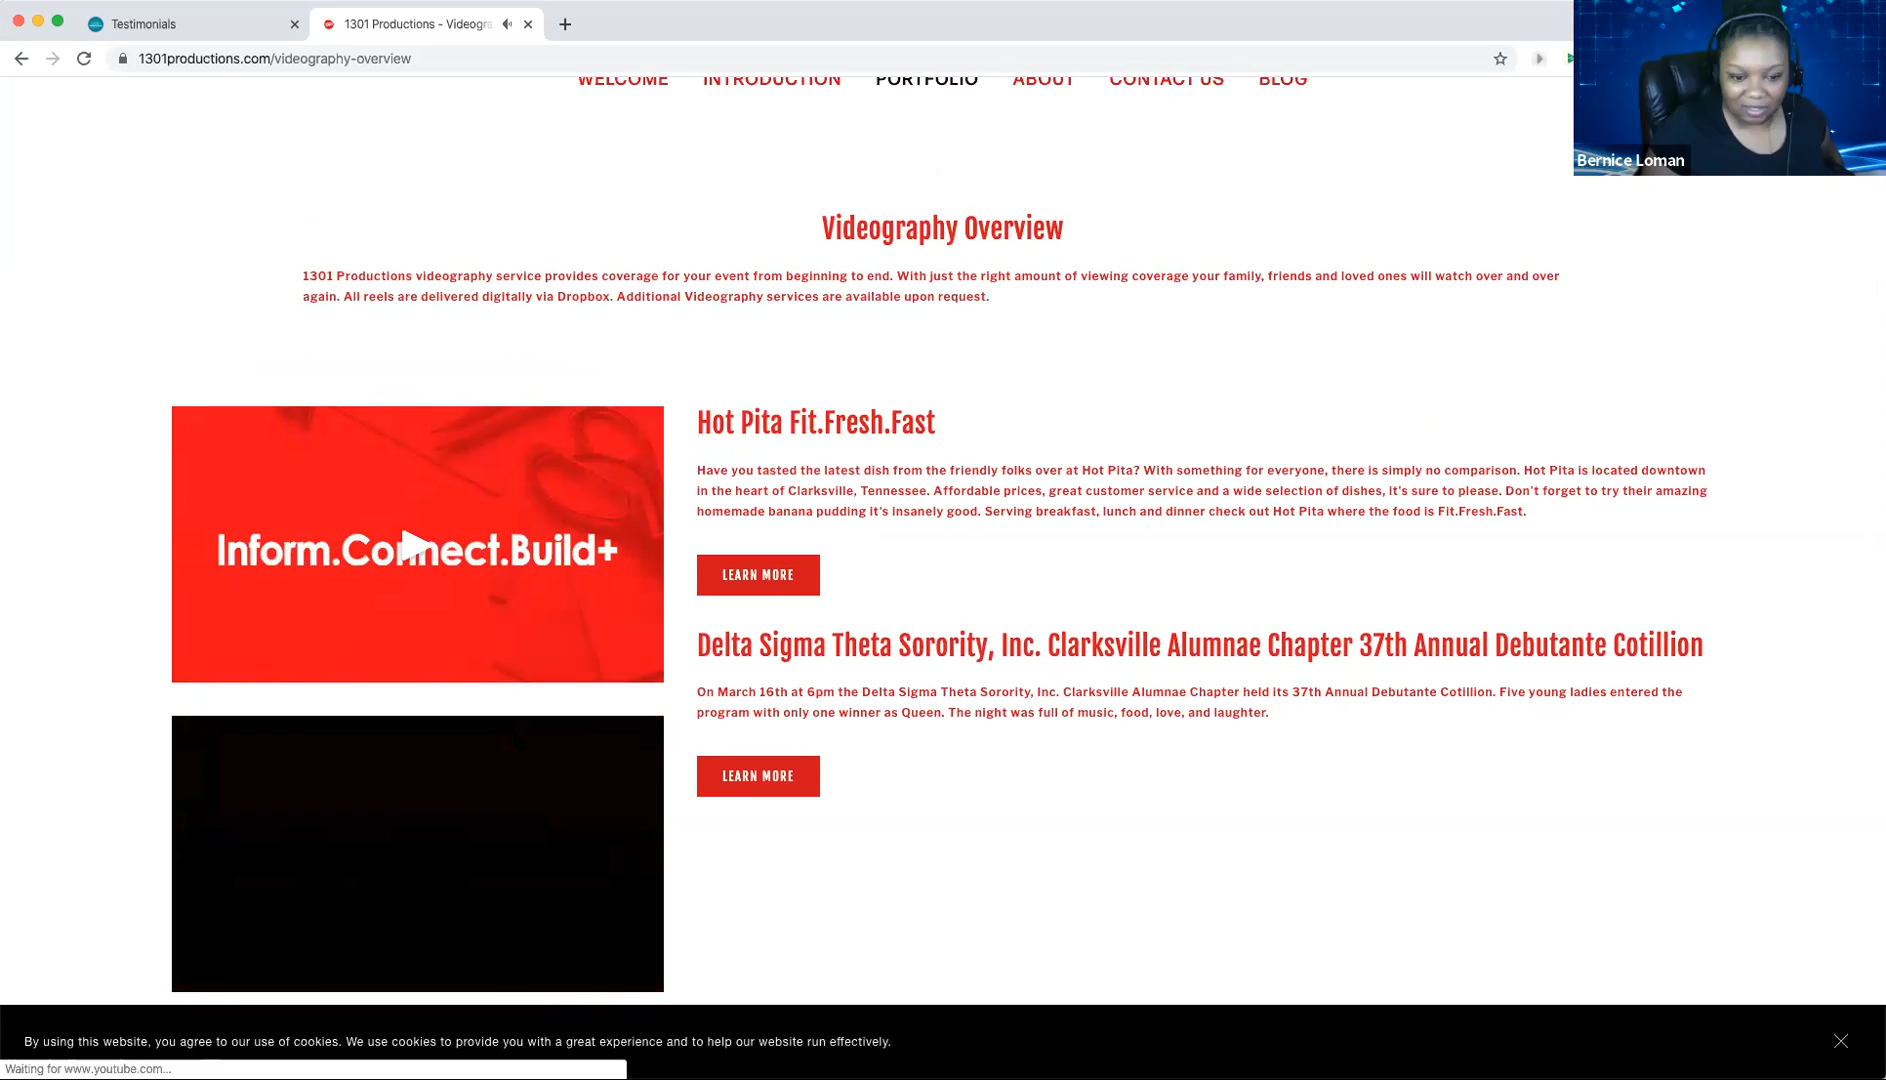 Testimonials
1301 Productions - Videogra
1301productions.com/videography-overview
Bernice Loman
WELCOME INTRODUCTION PORTFOLIO ABOUT CONTACT US BLOG
Videography Overview
1301 Productions videography service provides coverage for your event from beginning to end. With just the right amount of viewing coverage your family, friends and loved ones will watch over and over
again. All reels are delivered digitally via Dropbox. Additional Videography services are available upon request.
Inform.Connect.Build+
Hot Pita Fit.Fresh.Fast
Have you tasted the latest dish from the friendly folks over at Hot Pita? With something for everyone, there is simply no comparison. Hot Pita is located downtown
in the heart of Clarksville, Tennessee. Affordable prices, great customer service and a wide selection of dishes, it's sure to please. Don't forget to try their amazing
homemade banana pudding it's insanely good. Serving breakfast, lunch and dinner check out Hot Pita where the food is Fit.Fresh.Fast.
LEARN MORE
Delta Sigma Theta Sorority, Inc. Clarksville Alumnae Chapter 37th Annual Debutante Cotillion
On March 16th at 6pm the Delta Sigma Theta Sorority, Inc. Clarksville Alumnae Chapter held its 37th Annual Debutante Cotillion. Five young ladies entered the
program with only one winner as Queen. The night was full of music, food, love, and laughter.
LEARN MORE
By using this website, you agree to our use of cookies. We use cookies to provide you with a great experience and to help our website run effectively.
Waiting for www.youtube.com...